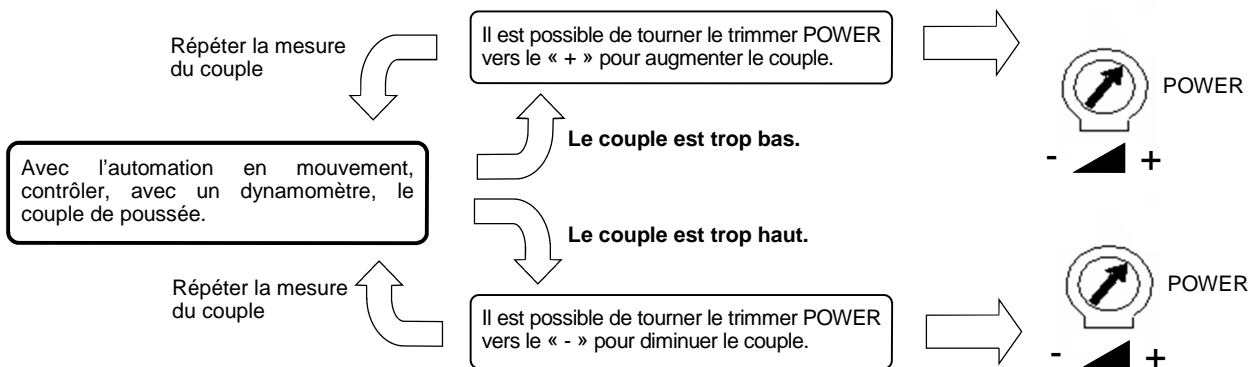 Répéter la mesure
du couple
Il est possible de tourner le trimmer POWER
vers le « + » pour augmenter le couple.
POWER
- +
Le couple est trop bas.
Avec l'automation en mouvement,
contrôler, avec un dynamomètre, le
couple de poussée.
Le couple est trop haut.
Répéter la mesure
du couple
Il est possible de tourner le trimmer POWER
vers le « - » pour diminuer le couple.
POWER
- +